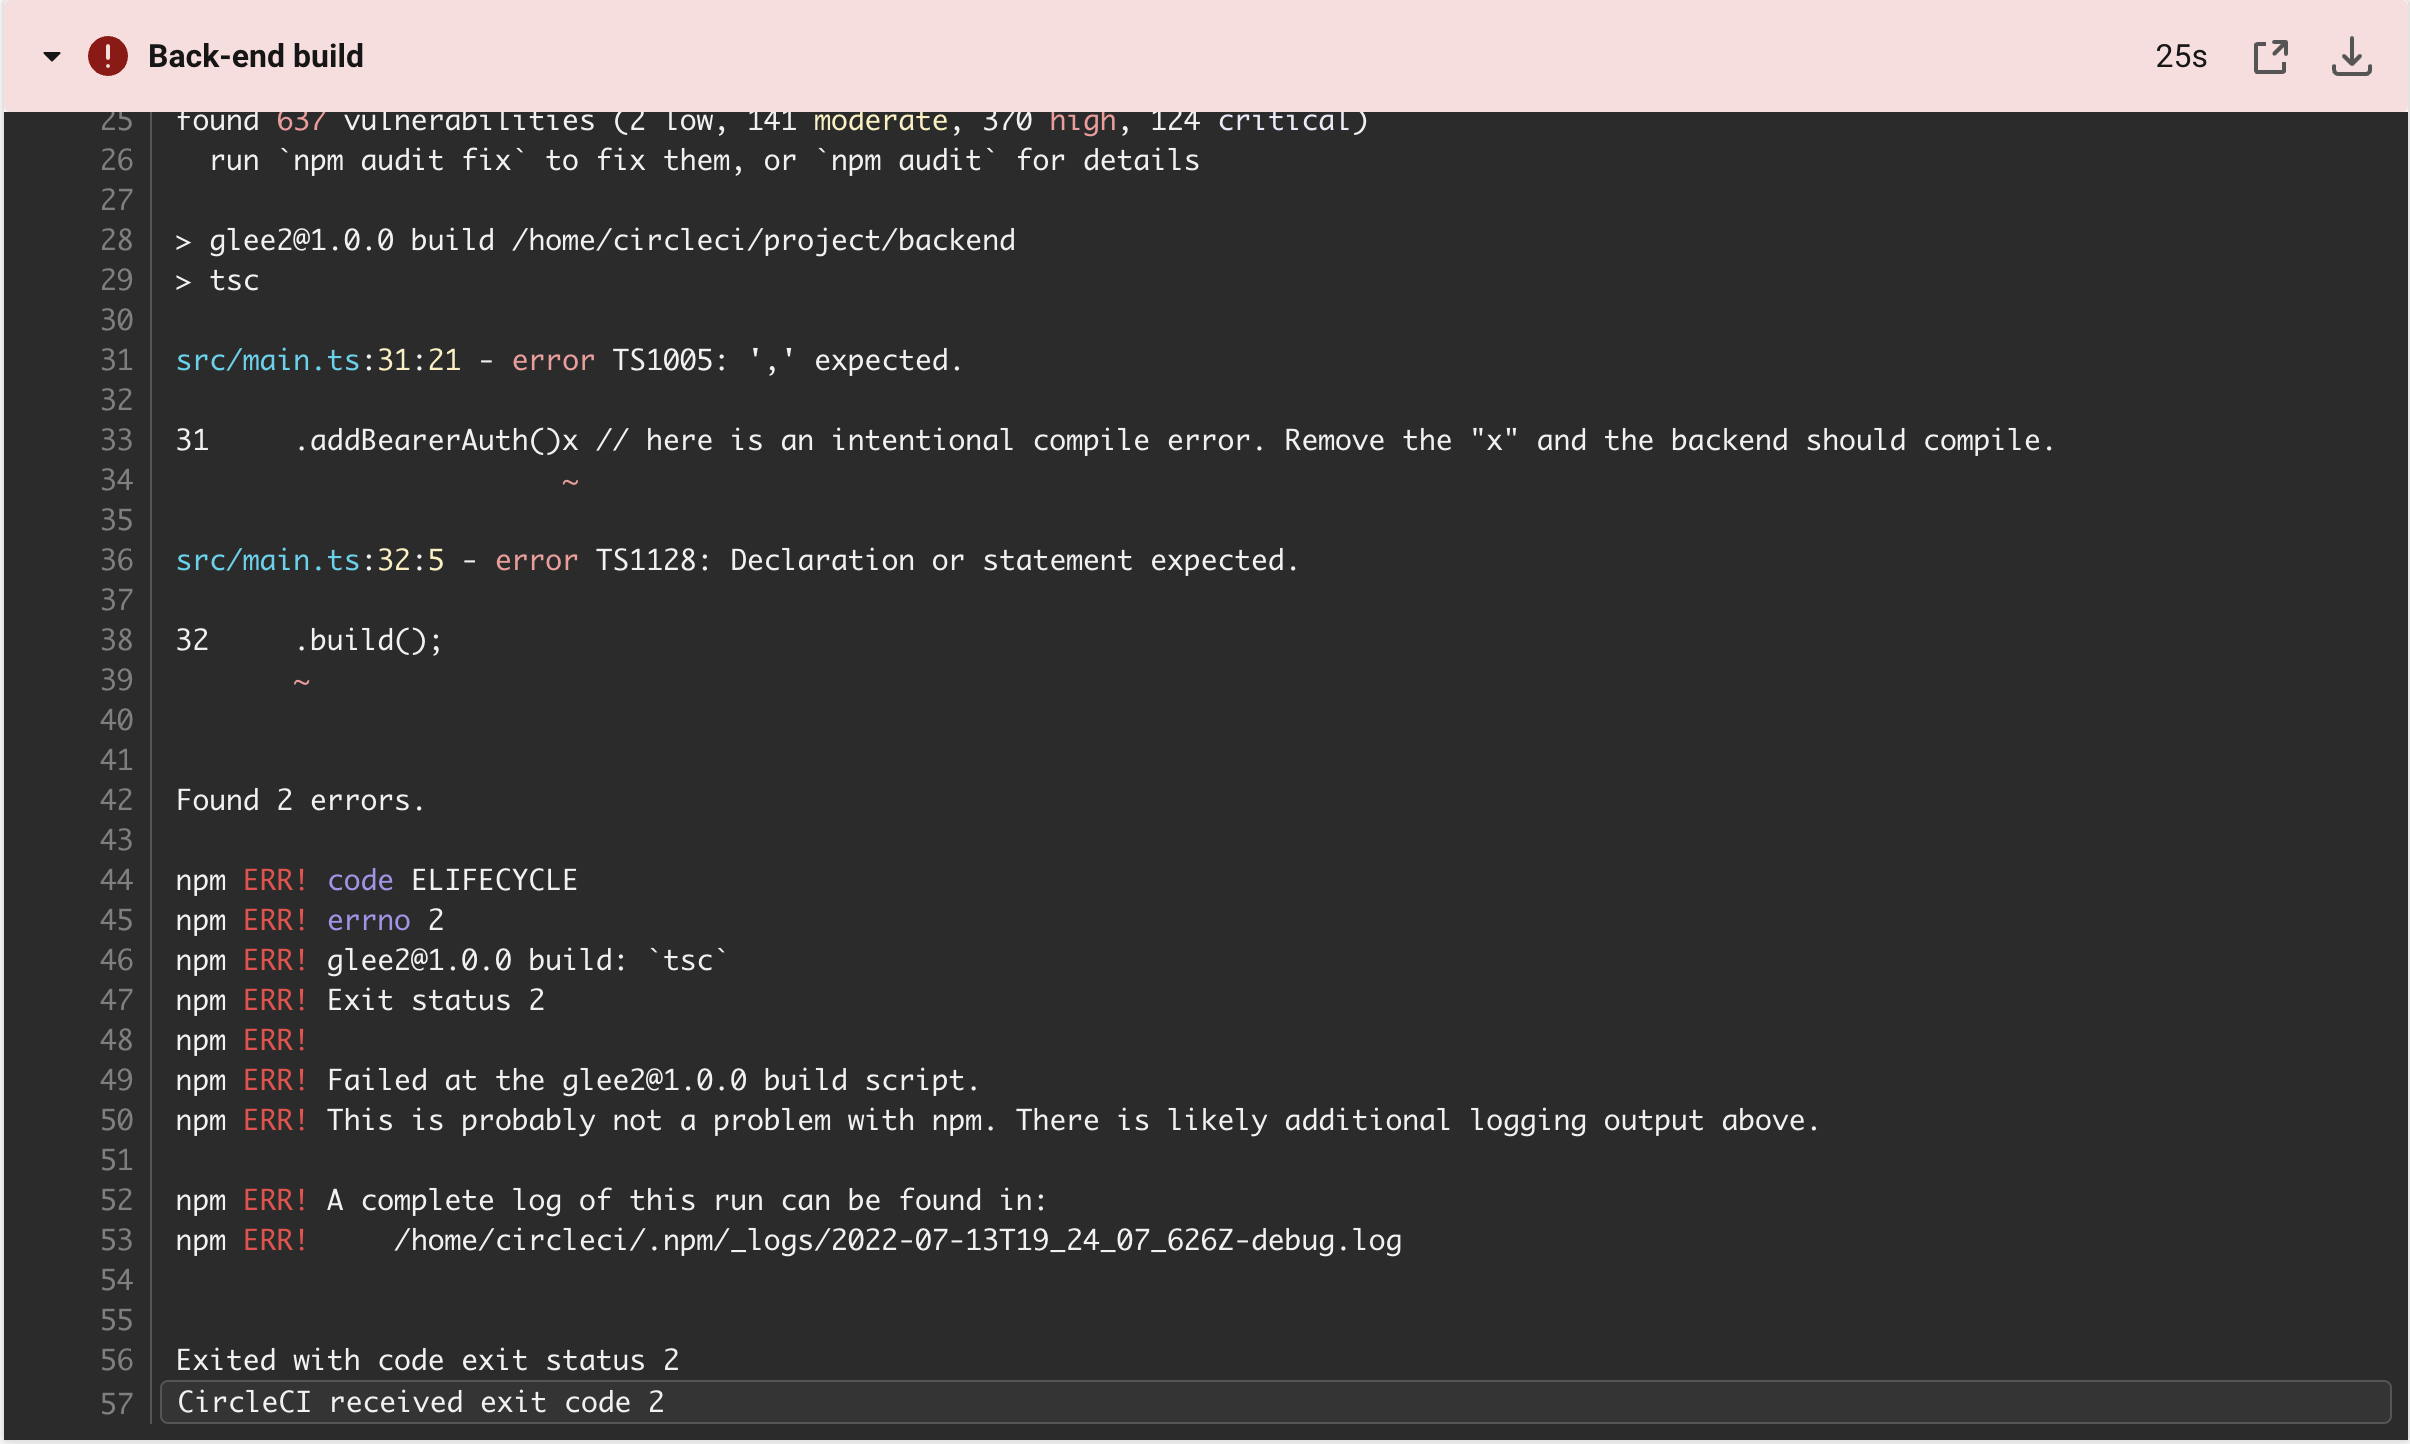 Back-end build 25s
25 found 637 vulnerabilities (2 low, 141 moderate, 370 high, 124 critical)
26   run `npm audit fix` to fix them, or `npm audit` for details
27
28 > glee2@1.0.0 build /home/circleci/project/backend
29 > tsc
30
31 src/main.ts:31:21 - error TS1005: ',' expected.
32
33 31     .addBearerAuth()x // here is an intentional compile error. Remove the "x" and the backend should compile.
34                        ~
35
36 src/main.ts:32:5 - error TS1128: Declaration or statement expected.
37
38 32     .build();
39        ~
40
41
42 Found 2 errors.
43
44 npm ERR! code ELIFECYCLE
45 npm ERR! errno 2
46 npm ERR! glee2@1.0.0 build: `tsc`
47 npm ERR! Exit status 2
48 npm ERR!
49 npm ERR! Failed at the glee2@1.0.0 build script.
50 npm ERR! This is probably not a problem with npm. There is likely additional logging output above.
51
52 npm ERR! A complete log of this run can be found in:
53 npm ERR!     /home/circleci/.npm/_logs/2022-07-13T19_24_07_626Z-debug.log
54
55
56 Exited with code exit status 2
57 CircleCI received exit code 2